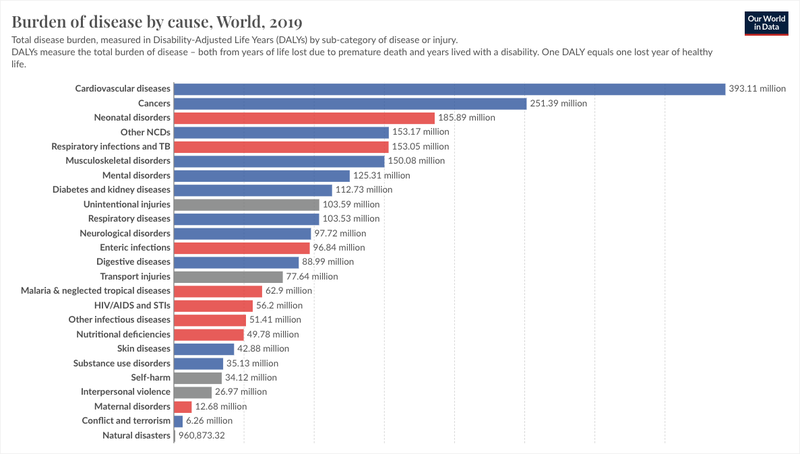 Burden of disease by cause, World, 2019
Our World
in Data
Total disease burden, measured in Disability-Adjusted Life Years (DALYs) by sub-category of disease or injury.
DALYs measure the total burden of disease – both from years of life lost due to premature death and years lived with a disability. One DALY equals one lost year of healthy
life.
Cardiovascular diseases 393.11 million
Cancers 251.39 million
Neonatal disorders 185.89 million
Other NCDs 153.17 million
Respiratory infections and TB 153.05 million
Musculoskeletal disorders 150.08 million
Mental disorders 125.31 million
Diabetes and kidney diseases 112.73 million
Unintentional injuries 103.59 million
Respiratory diseases 103.53 million
Neurological disorders 97.72 million
Enteric infections 96.84 million
Digestive diseases 88.99 million
Transport injuries 77.64 million
Malaria & neglected tropical diseases 62.9 million
HIV/AIDS and STIs 56.2 million
Other infectious diseases 51.41 million
Nutritional deficiencies 49.78 million
Skin diseases 42.88 million
Substance use disorders 35.13 million
Self-harm 34.12 million
Interpersonal violence 26.97 million
Maternal disorders 12.68 million
Conflict and terrorism 6.26 million
Natural disasters 960,873.32